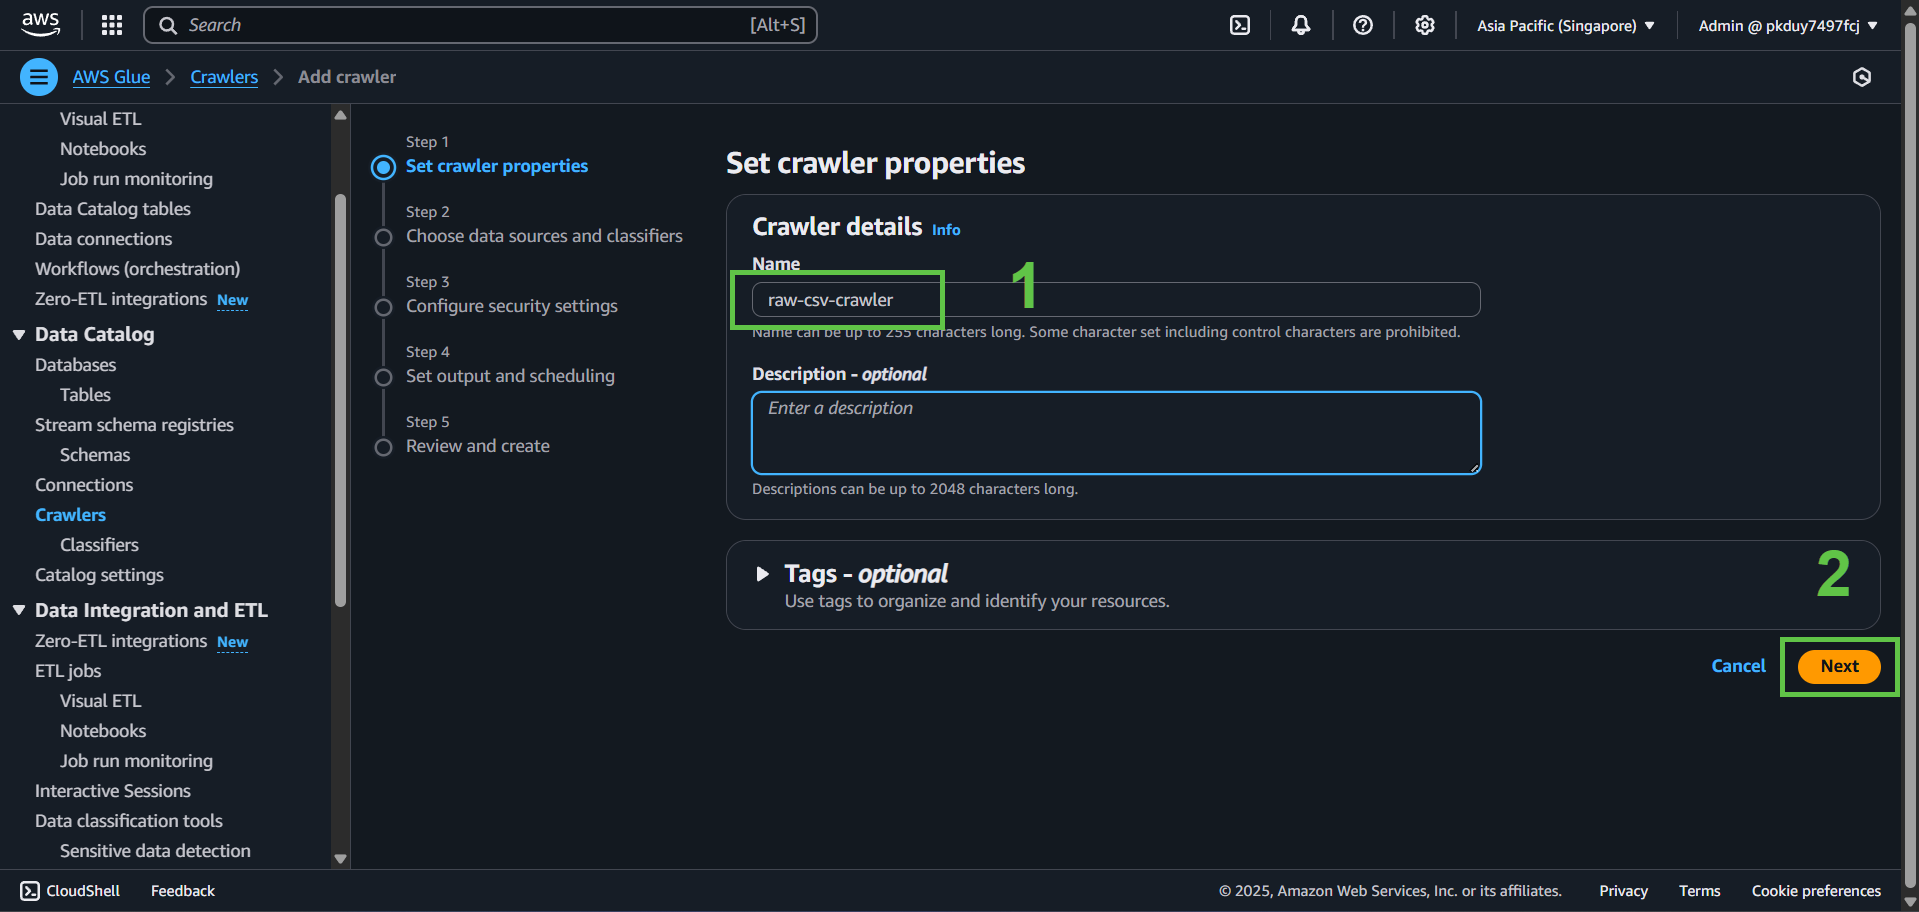 aws
Search
[Alt+S]
Asia Pacific (Singapore)
Admin @ pkduy7497fcj
AWS Glue
Crawlers
Add crawler
Visual ETL
Notebooks
Job run monitoring
Data Catalog tables
Data connections
Workflows (orchestration)
Zero-ETL integrations New
Data Catalog
Databases
Tables
Stream schema registries
Schemas
Connections
Crawlers
Classifiers
Catalog settings
Data Integration and ETL
Zero-ETL integrations New
ETL jobs
Visual ETL
Notebooks
Job run monitoring
Interactive Sessions
Data classification tools
Sensitive data detection
Step 1
Set crawler properties
Step 2
Choose data sources and classifiers
Step 3
Configure security settings
Step 4
Set output and scheduling
Step 5
Review and create
Set crawler properties
Crawler details Info
Name
1
raw-csv-crawler
Name can be up to 255 characters long. Some character set including control characters are prohibited.
Description - optional
Enter a description
Descriptions can be up to 2048 characters long.
Tags - optional
Use tags to organize and identify your resources.
2
Cancel
Next
CloudShell
Feedback
© 2025, Amazon Web Services, Inc. or its affiliates.
Privacy
Terms
Cookie preferences